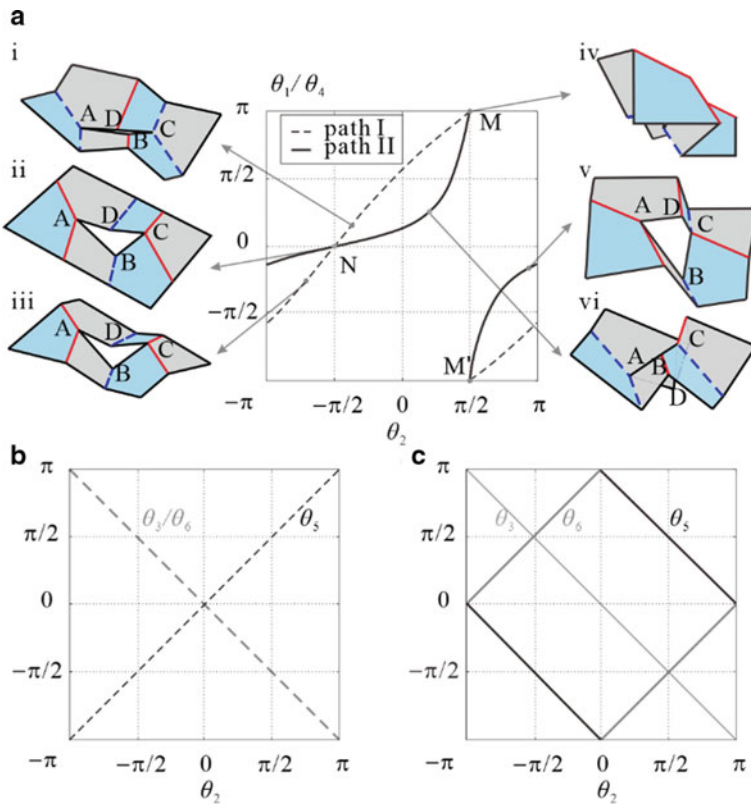 a
i
A
D
C
B
ii
A
D
C
B
iii
A
D
C
B
θ₁/θ₄
π
π/2
0
−π/2
−π
−π/2
0
π/2
π
θ₂
path I
path II
M
N
M'
iv
v
A
D
C
B
vi
A
B
C
D
b
π
π/2
0
−π/2
−π
−π/2
0
π/2
π
θ₂
θ₃/θ₆
θ₅
c
π
π/2
0
−π/2
−π
−π/2
0
π/2
π
θ₂
θ₃
θ₆
θ₅